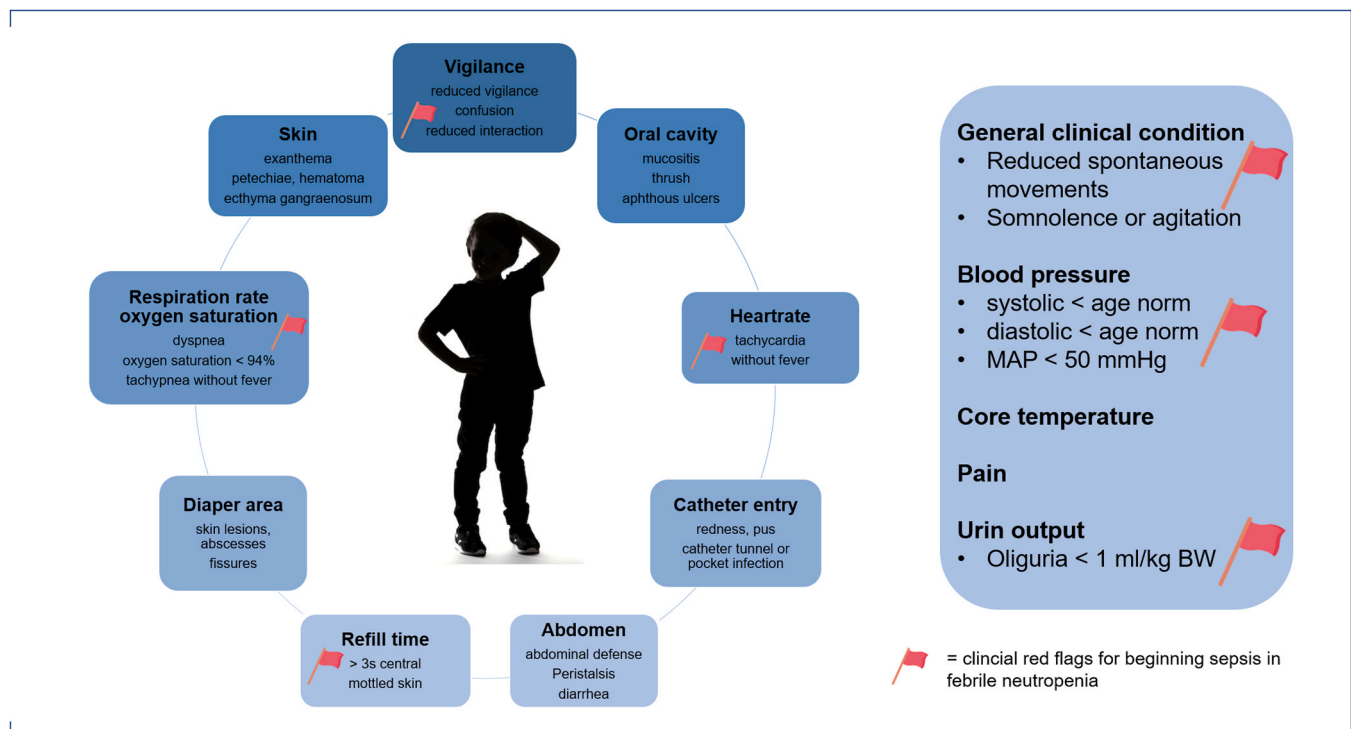 Vigilance
reduced vigilance
confusion
reduced interaction
Oral cavity
mucositis
thrush
aphthous ulcers
Heartrate
tachycardia
without fever
Catheter entry
redness, pus
catheter tunnel or
pocket infection
Abdomen
abdominal defense
Peristalsis
diarrhea
Refill time
> 3s central
mottled skin
Diaper area
skin lesions,
abscesses
fissures
Respiration rate
oxygen saturation
dyspnea
oxygen saturation < 94%
tachypnea without fever
Skin
exanthema
petechiae, hematoma
ecthyma gangraenosum
General clinical condition
• Reduced spontaneous
movements
• Somnolence or agitation
Blood pressure
• systolic < age norm
• diastolic < age norm
• MAP < 50 mmHg
Core temperature
Pain
Urin output
• Oliguria < 1 ml/kg BW
= clincial red flags for beginning sepsis in
febrile neutropenia